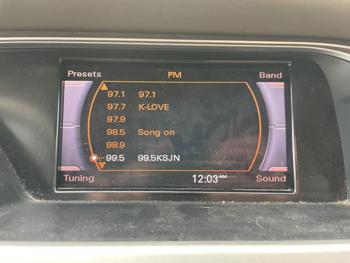 Presets FM Band
97.1 97.1
97.7 K-LOVE
97.9
98.5 Song on
98.9
99.5 99.5KSJN
Tuning 12:03AM Sound